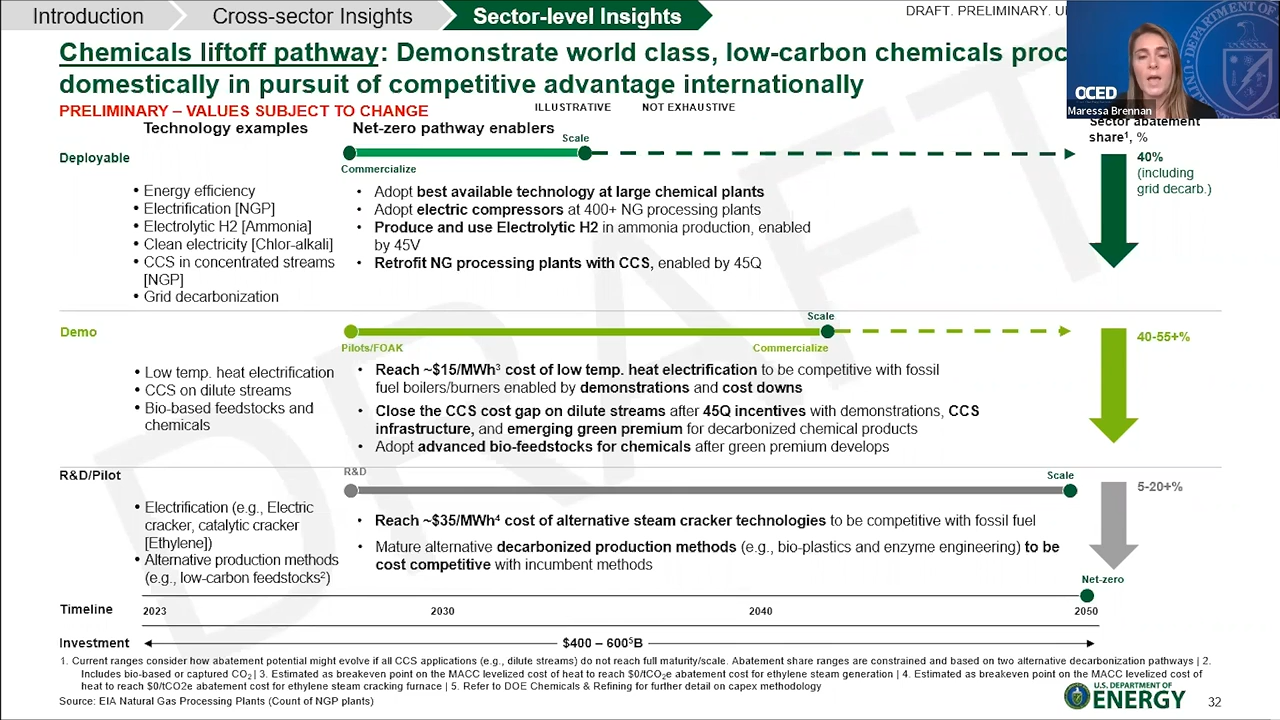 Introduction
Cross-sector Insights
Sector-level Insights
DRAFT. PRELIMINARY.
Chemicals liftoff pathway: Demonstrate world class, low-carbon chemicals
domestically in pursuit of competitive advantage internationally
PRELIMINARY – VALUES SUBJECT TO CHANGE
ILLUSTRATIVE
NOT EXHAUSTIVE
OCED
Maressa Brennan
Technology examples
Net-zero pathway enablers
Sector abatement
share¹, %
Deployable
Commercialize
Scale
40%
(including
grid decarb.)
• Energy efficiency
• Electrification [NGP]
• Electrolytic H2 [Ammonia]
• Clean electricity [Chlor-alkali]
• CCS in concentrated streams
[NGP]
• Grid decarbonization
• Adopt best available technology at large chemical plants
• Adopt electric compressors at 400+ NG processing plants
• Produce and use Electrolytic H2 in ammonia production, enabled
by 45V
• Retrofit NG processing plants with CCS, enabled by 45Q
Demo
Pilots/FOAK
Commercialize
Scale
40-55+%
• Low temp. heat electrification
• CCS on dilute streams
• Bio-based feedstocks and
chemicals
• Reach ~$15/MWh³ cost of low temp. heat electrification to be competitive with fossil
fuel boilers/burners enabled by demonstrations and cost downs
• Close the CCS cost gap on dilute streams after 45Q incentives with demonstrations, CCS
infrastructure, and emerging green premium for decarbonized chemical products
• Adopt advanced bio-feedstocks for chemicals after green premium develops
R&D/Pilot
R&D
Scale
5-20+%
• Electrification (e.g., Electric
cracker, catalytic cracker
[Ethylene])
• Alternative production methods
(e.g., low-carbon feedstocks²)
• Reach ~$35/MWh⁴ cost of alternative steam cracker technologies to be competitive with fossil fuel
• Mature alternative decarbonized production methods (e.g., bio-plastics and enzyme engineering) to be
cost competitive with incumbent methods
Net-zero
Timeline
2023
2030
2040
2050
Investment
$400 – 600⁵B
1. Current ranges consider how abatement potential might evolve if all CCS applications (e.g., dilute streams) do not reach full maturity/scale. Abatement share ranges are constrained and based on two alternative decarbonization pathways | 2.
Includes bio-based or captured CO₂ | 3. Estimated as breakeven point on the MACC levelized cost of heat to reach $0/tCO₂e abatement cost for ethylene steam generation | 4. Estimated as breakeven point on the MACC levelized cost of
heat to reach $0/tCO2e abatement cost for ethylene steam cracking furnace | 5. Refer to DOE Chemicals & Refining for further detail on capex methodology
Source: EIA Natural Gas Processing Plants (Count of NGP plants)
U.S. DEPARTMENT OF
ENERGY
32
DRAFT